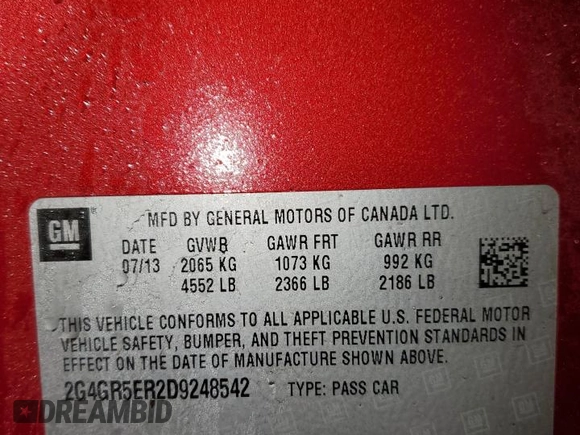 GM
MFD BY GENERAL MOTORS OF CANADA LTD.
DATE GVWR GAWR FRT GAWR RR
07/13 2065 KG 1073 KG 992 KG
4552 LB 2366 LB 2186 LB
THIS VEHICLE CONFORMS TO ALL APPLICABLE U.S. FEDERAL MOTOR
VEHICLE SAFETY, BUMPER, AND THEFT PREVENTION STANDARDS IN
EFFECT ON THE DATE OF MANUFACTURE SHOWN ABOVE.
2G4GR5ER2D9248542 TYPE: PASS CAR
DREAMBID